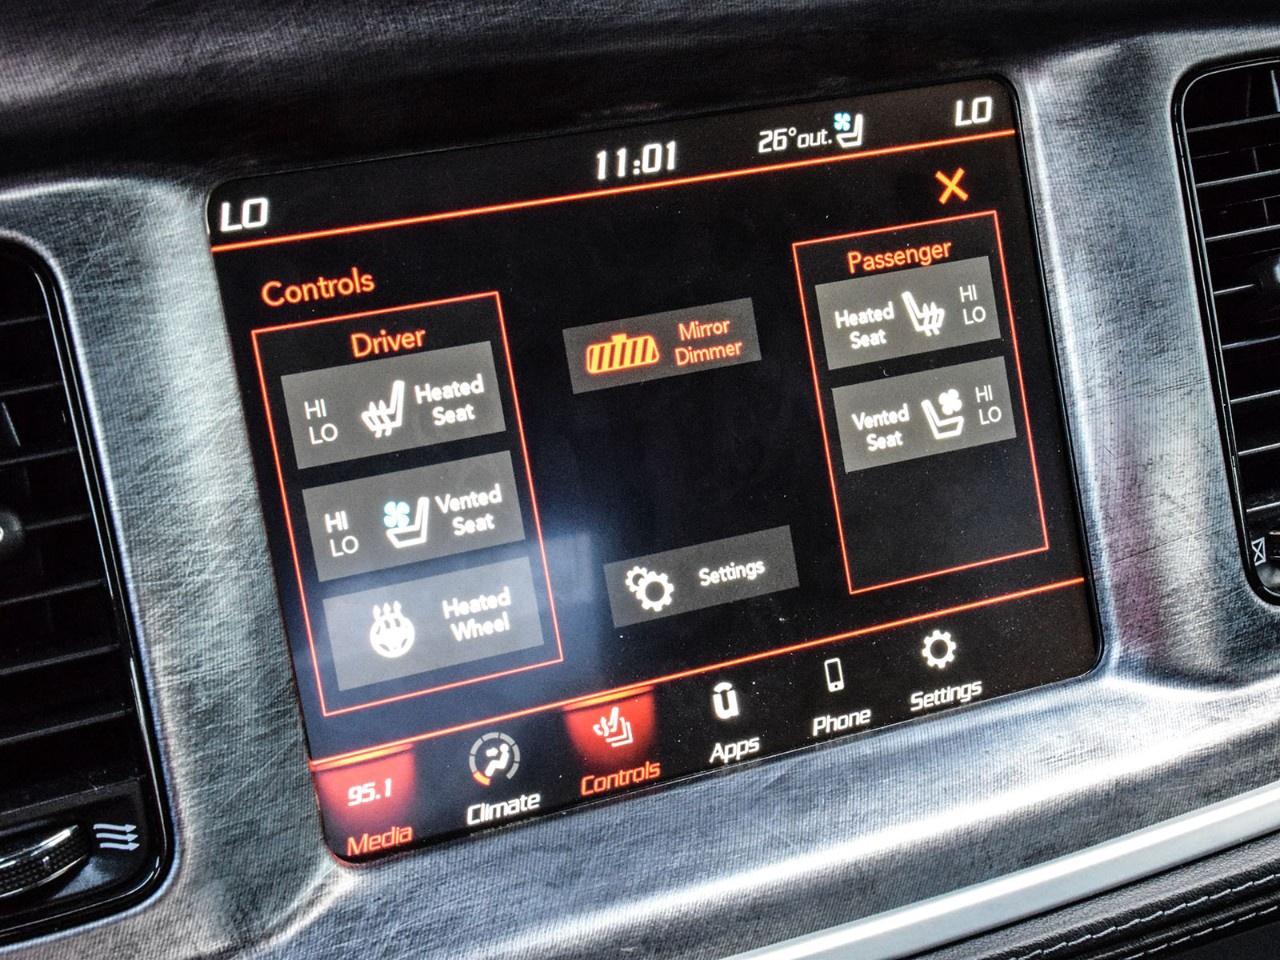 LO
11:01
26° out.
LO
Controls
Driver
HI
LO
Heated
Seat
HI
LO
Vented
Seat
Heated
Wheel
Mirror
Dimmer
Settings
Passenger
Heated
Seat
HI
LO
Vented
Seat
HI
LO
95.1
Media
Climate
Controls
Apps
Phone
Settings